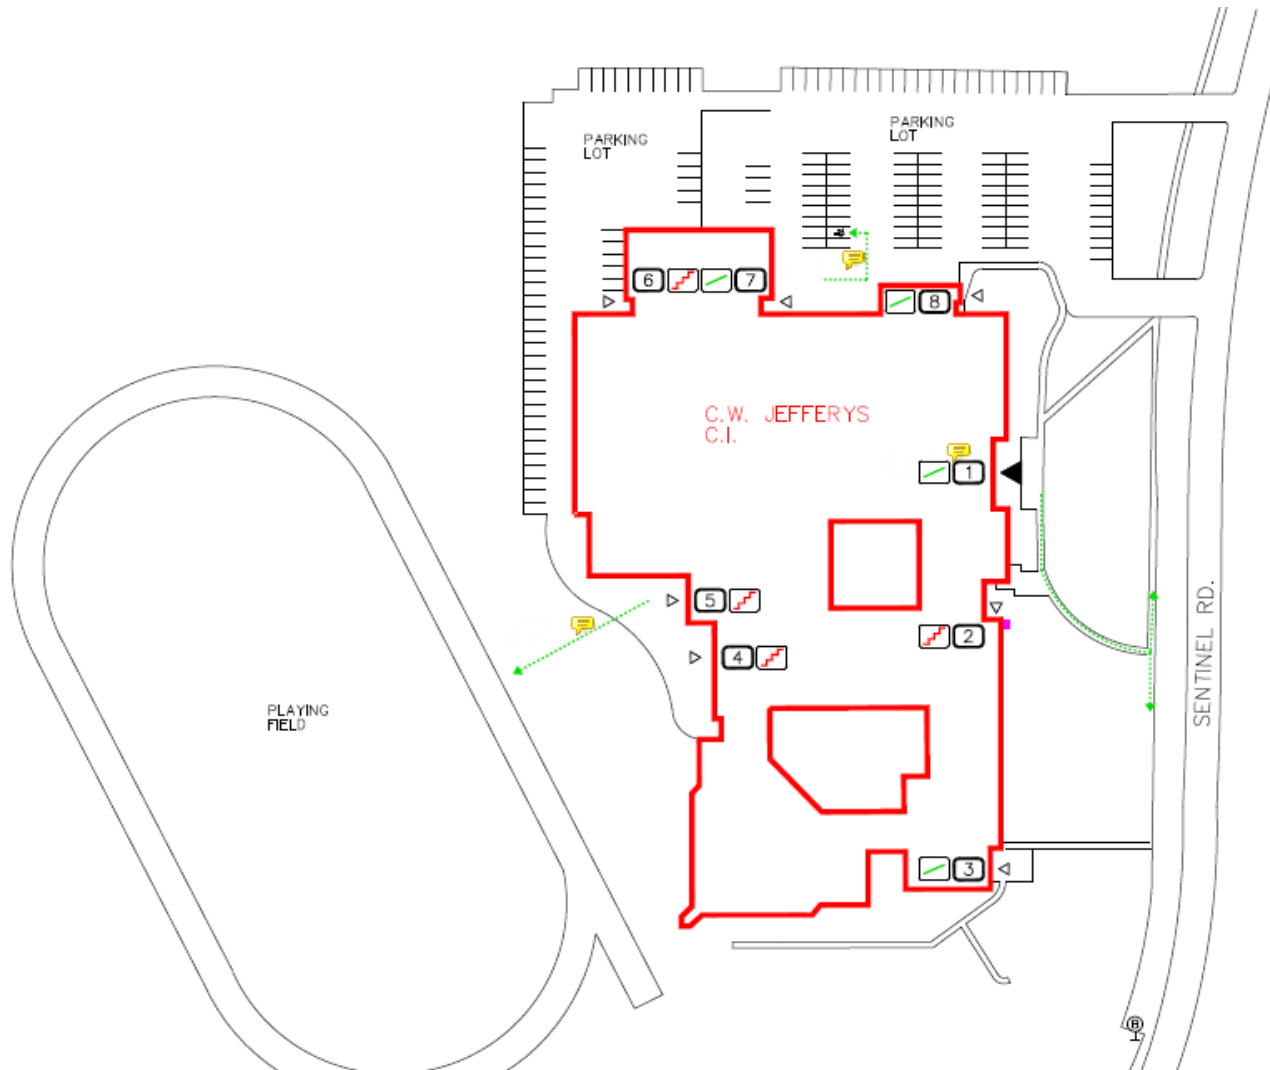 PARKING
LOT
PARKING
LOT
6
7
8
C.W. JEFFERYS
C.I.
1
5
2
4
SENTINEL RD.
PLAYING
FIELD
3